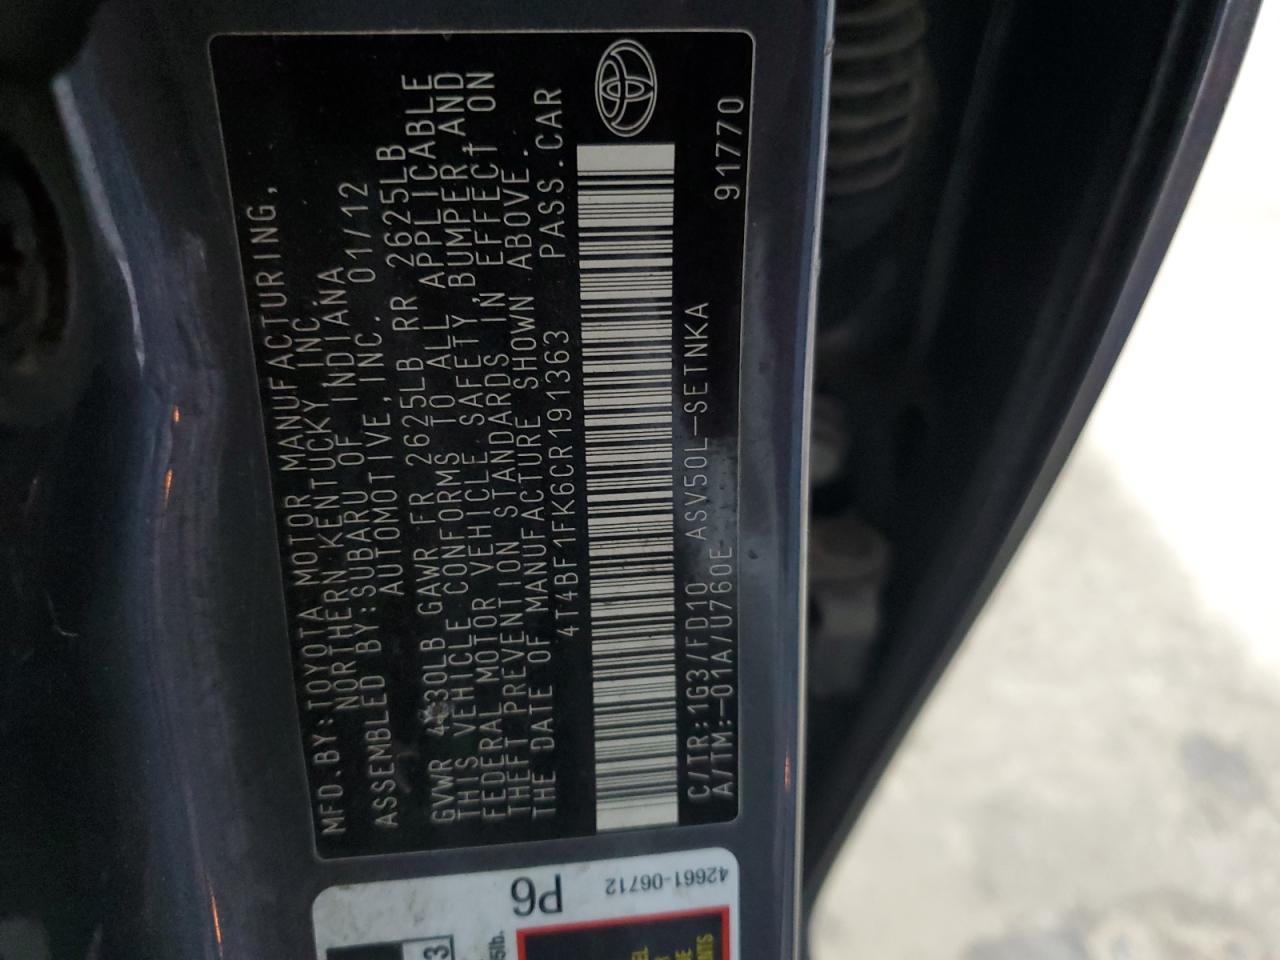 MFD.BY:TOYOTA MOTOR MANUFACTURING,
NORTHERN KENTUCKY, INC.
ASSEMBLED BY:SUBARU OF INDIANA
AUTOMOTIVE,INC. 01/12
GVWR LB GAWR FR 2625LB RR 2625LB
THIS VEHICLE CONFORMS TO ALL APPLICABLE
FEDERAL MOTOR VEHICLE SAFETY, BUMPER, AND
THEFT PREVENTION STANDARDS IN EFFECT ON
THE DATE OF MANUFACTURE SHOWN ABOVE.
4T4BF1FK6CR191363 PASS.CAR
C/TR:1G3/FD10 ASV50L-SETNKA
A/TM:-01A/U760E 91770
P6
42661-06712